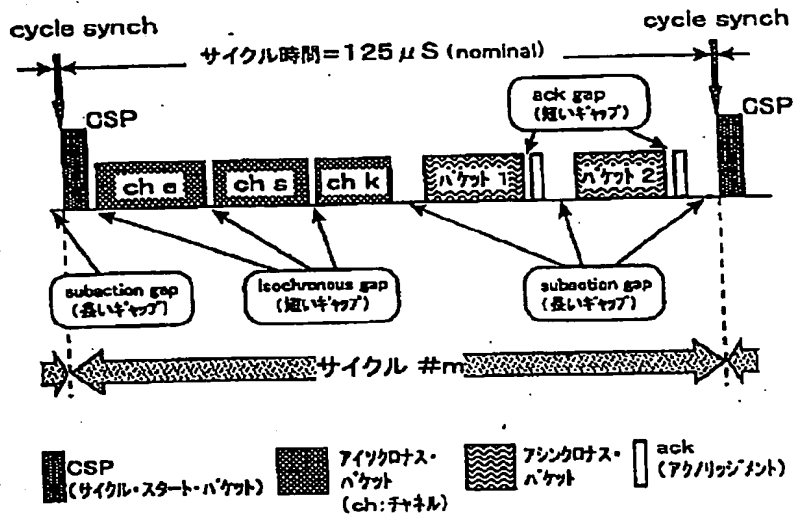 cycle synch
cycle synch
サイクル時間=125μS(nominal)
CSP
CSP
ack gap
(短いギャップ)
ch e
ch s
ch k
パケット 1
パケット 2
subaction gap
(長いギャップ)
isochronous gap
(短いギャップ)
subaction gap
(長いギャップ)
サイクル #m
CSP
(サイクル・スタート・パケット)
アイソクロナス・
パケット
(ch:チャネル)
アシンクロナス・
パケット
ack
(アクノリッジメント)